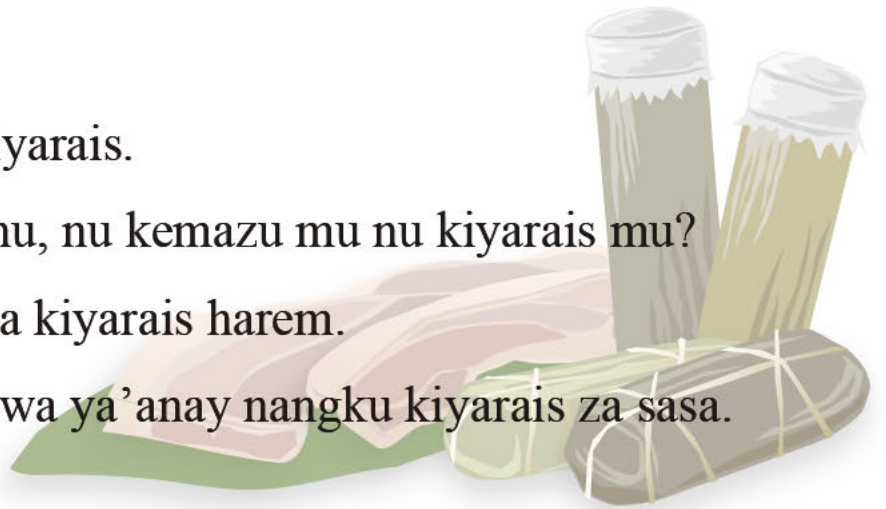 yarais.
nu, nu kemazu mu nu kiyarais mu?
a kiyarais harem.
wa ya’anay nangku kiyarais za sasa.